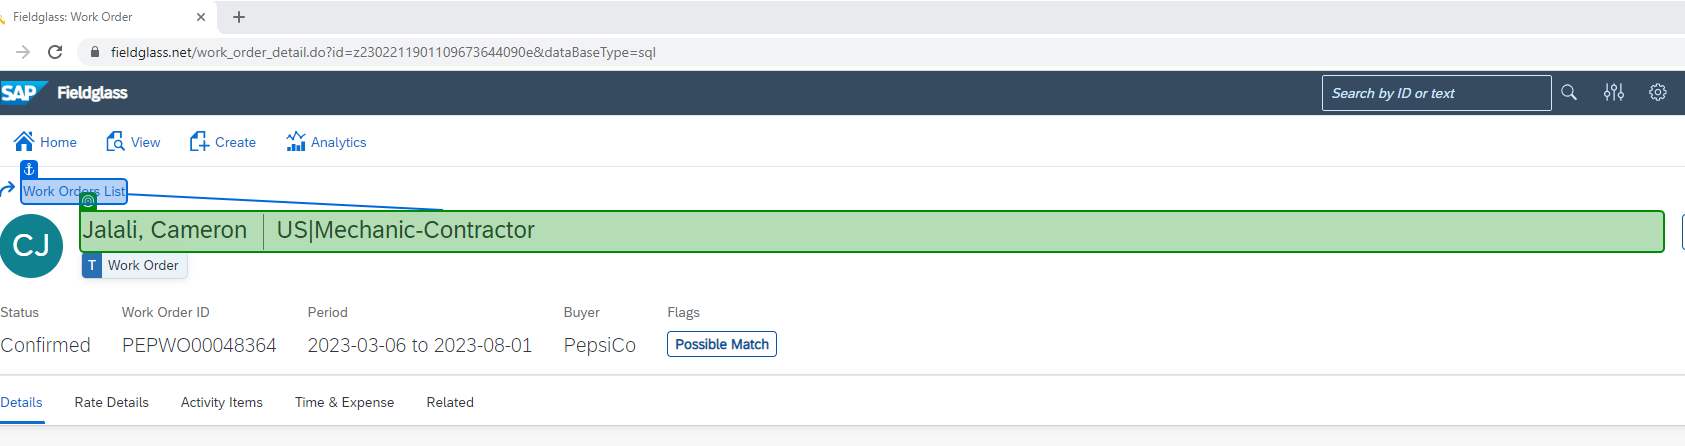 Fieldglass: Work Order
fieldglass.net/work_order_detail.do?id=z2302211901109673644090e&dataBaseType=sql
SAP Fieldglass
Search by ID or text
Home View Create Analytics
Work Orders List
CJ
Jalali, Cameron US|Mechanic-Contractor
T Work Order
Status Work Order ID Period Buyer Flags
Confirmed PEPWO00048364 2023-03-06 to 2023-08-01 PepsiCo Possible Match
Details Rate Details Activity Items Time & Expense Related